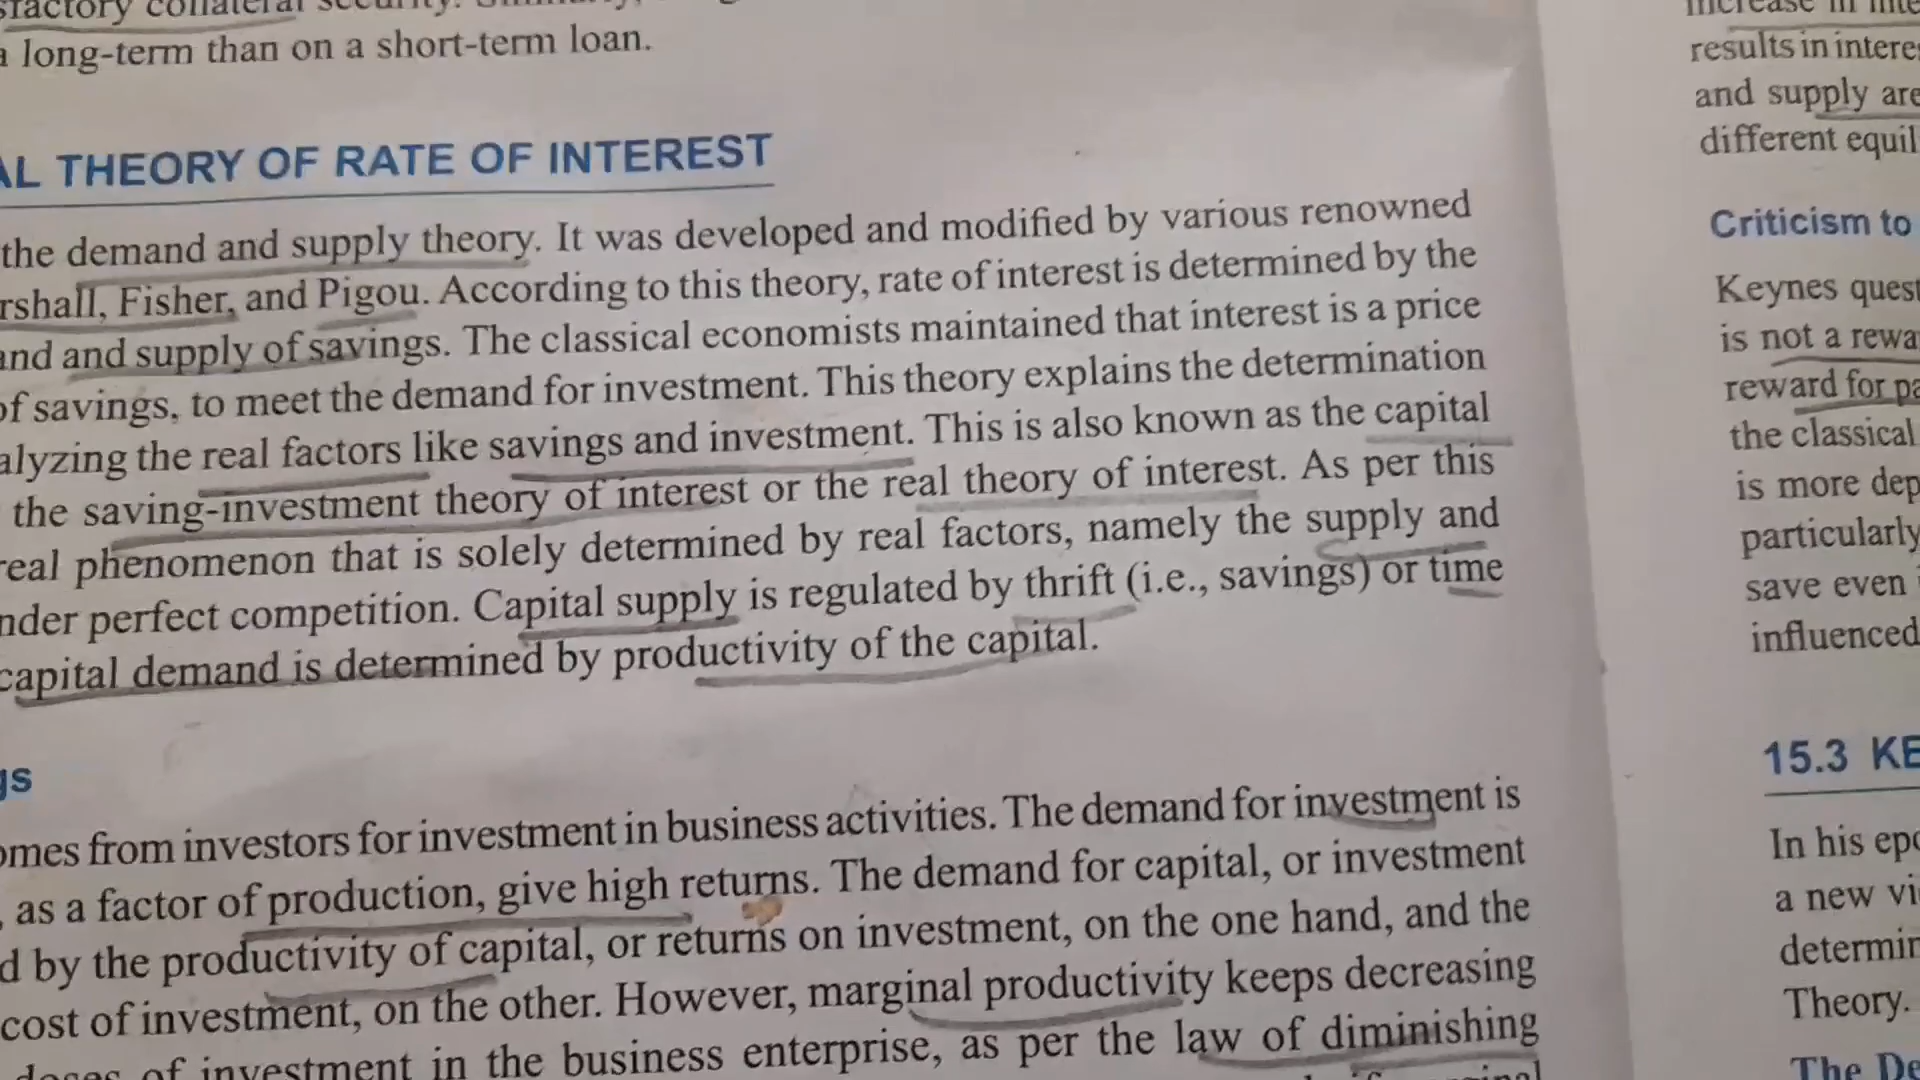 a long-term than on a short-term loan.
AL THEORY OF RATE OF INTEREST
the demand and supply theory. It was developed and modified by various renowned
rshall, Fisher, and Pigou. According to this theory, rate of interest is determined by the
and and supply of savings. The classical economists maintained that interest is a price
of savings, to meet the demand for investment. This theory explains the determination
alyzing the real factors like savings and investment. This is also known as the capital
the saving-investment theory of interest or the real theory of interest. As per this
real phenomenon that is solely determined by real factors, namely the supply and
nder perfect competition. Capital supply is regulated by thrift (i.e., savings) or time
capital demand is determined by productivity of the capital.
gs
omes from investors for investment in business activities. The demand for investment is
, as a factor of production, give high returns. The demand for capital, or investment
d by the productivity of capital, or returns on investment, on the one hand, and the
cost of investment, on the other. However, marginal productivity keeps decreasing
of investment in the business enterprise, as per the law of diminishing
results in
and supply are
different
Criticism to
Keynes
is not a
reward for
the classical
is more
particularly
save even
influenced
15.3
In his
a new
Theory.
The